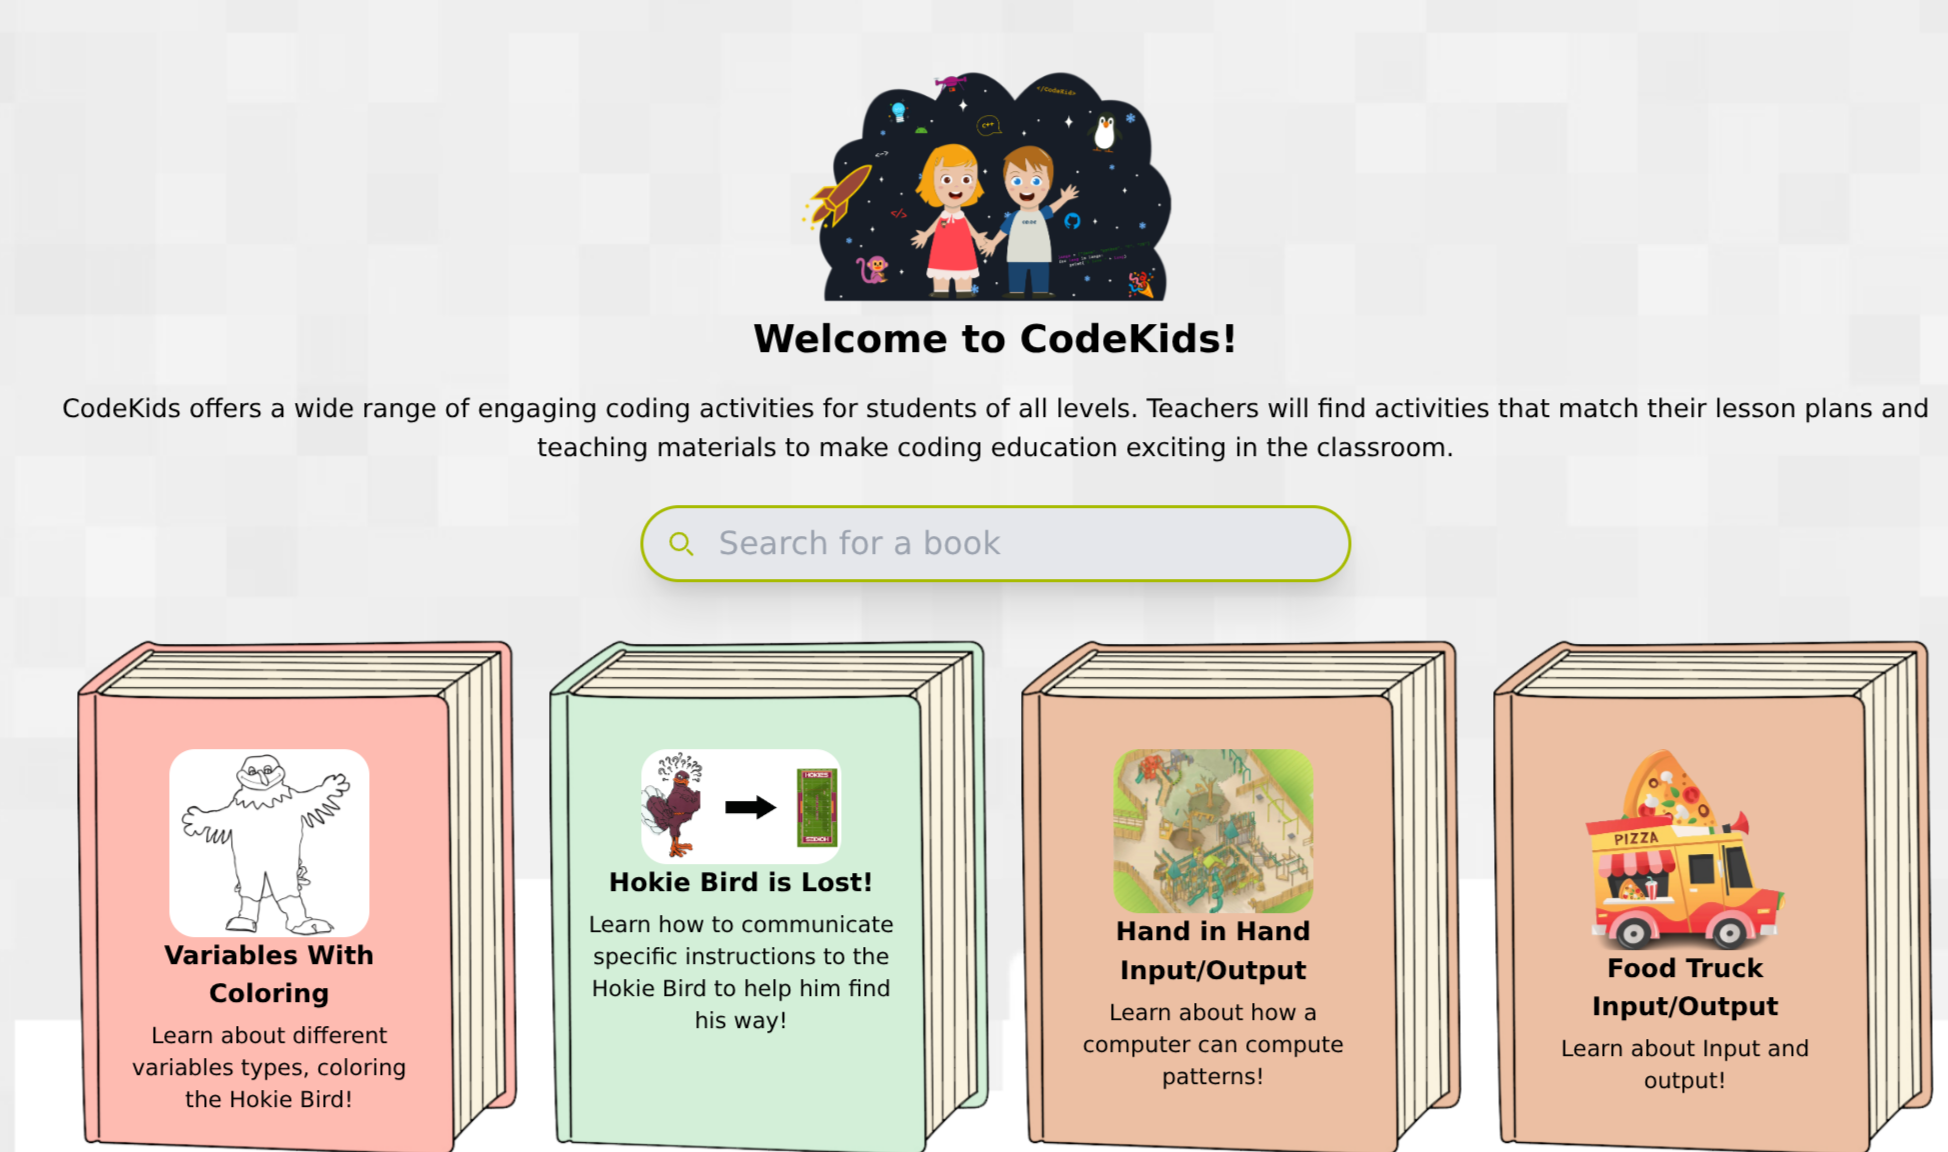 </CodeKids>
C++
</>
Welcome to CodeKids!
CodeKids offers a wide range of engaging coding activities for students of all levels. Teachers will find activities that match their lesson plans and
teaching materials to make coding education exciting in the classroom.
Search for a book
HOKIES
PIZZA
Variables With
Coloring
Learn about different
variables types, coloring
the Hokie Bird!
Hokie Bird is Lost!
Learn how to communicate
specific instructions to the
Hokie Bird to help him find
his way!
Hand in Hand
Input/Output
Learn about how a
computer can compute
patterns!
Food Truck
Input/Output
Learn about Input and
output!